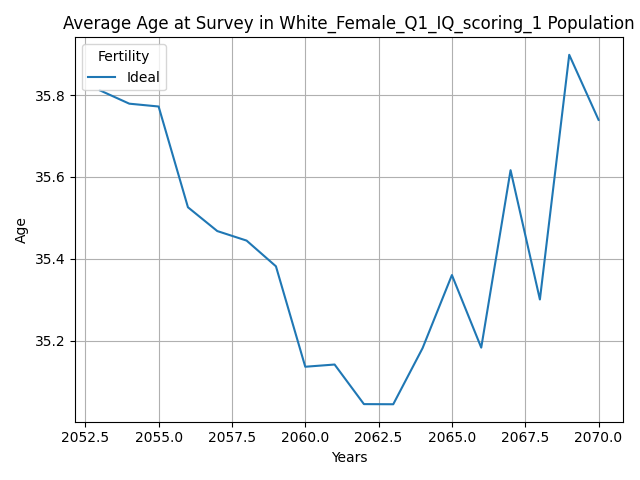 Average Age at Survey in White_Female_Q1_IQ_scoring_1 Population
Fertility
Ideal
35.8
35.6
35.4
35.2
Age
2052.5 2055.0 2057.5 2060.0 2062.5 2065.0 2067.5 2070.0
Years